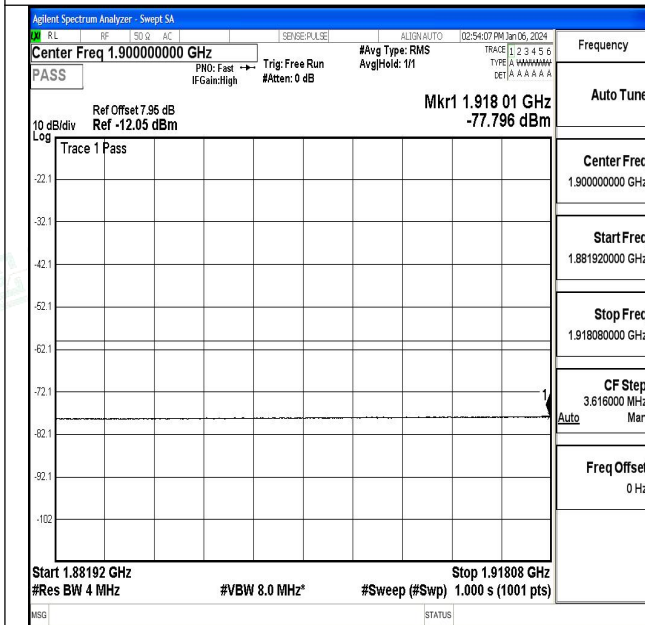 Agilent Spectrum Analyzer - Swept SA
RL RF 50 Ω AC SENSE:PULSE ALIGN AUTO 02:54:07 PM Jan 06, 2024
Center Freq 1.900000000 GHz #Avg Type: RMS TRACE 1 2 3 4 5 6
PNO: Fast Trig: Free Run Avg|Hold: 1/1 TYPE A WWWWW
PASS IFGain:High #Atten: 0 dB DET A A A A A A
Mkr1 1.918 01 GHz
Ref Offset 7.95 dB
10 dB/div Ref -12.05 dBm -77.796 dBm
Log
Trace 1 Pass
-22.1
-32.1
-42.1
-52.1
-62.1
-72.1
1
-82.1
-92.1
-102
Start 1.88192 GHz Stop 1.91808 GHz
#Res BW 4 MHz #VBW 8.0 MHz* #Sweep (#Swp) 1.000 s (1001 pts)
MSG STATUS
Frequency
Auto Tune
Center Freq
1.900000000 GHz
Start Freq
1.881920000 GHz
Stop Freq
1.918080000 GHz
CF Step
3.616000 MHz
Auto Man
Freq Offset
0 Hz